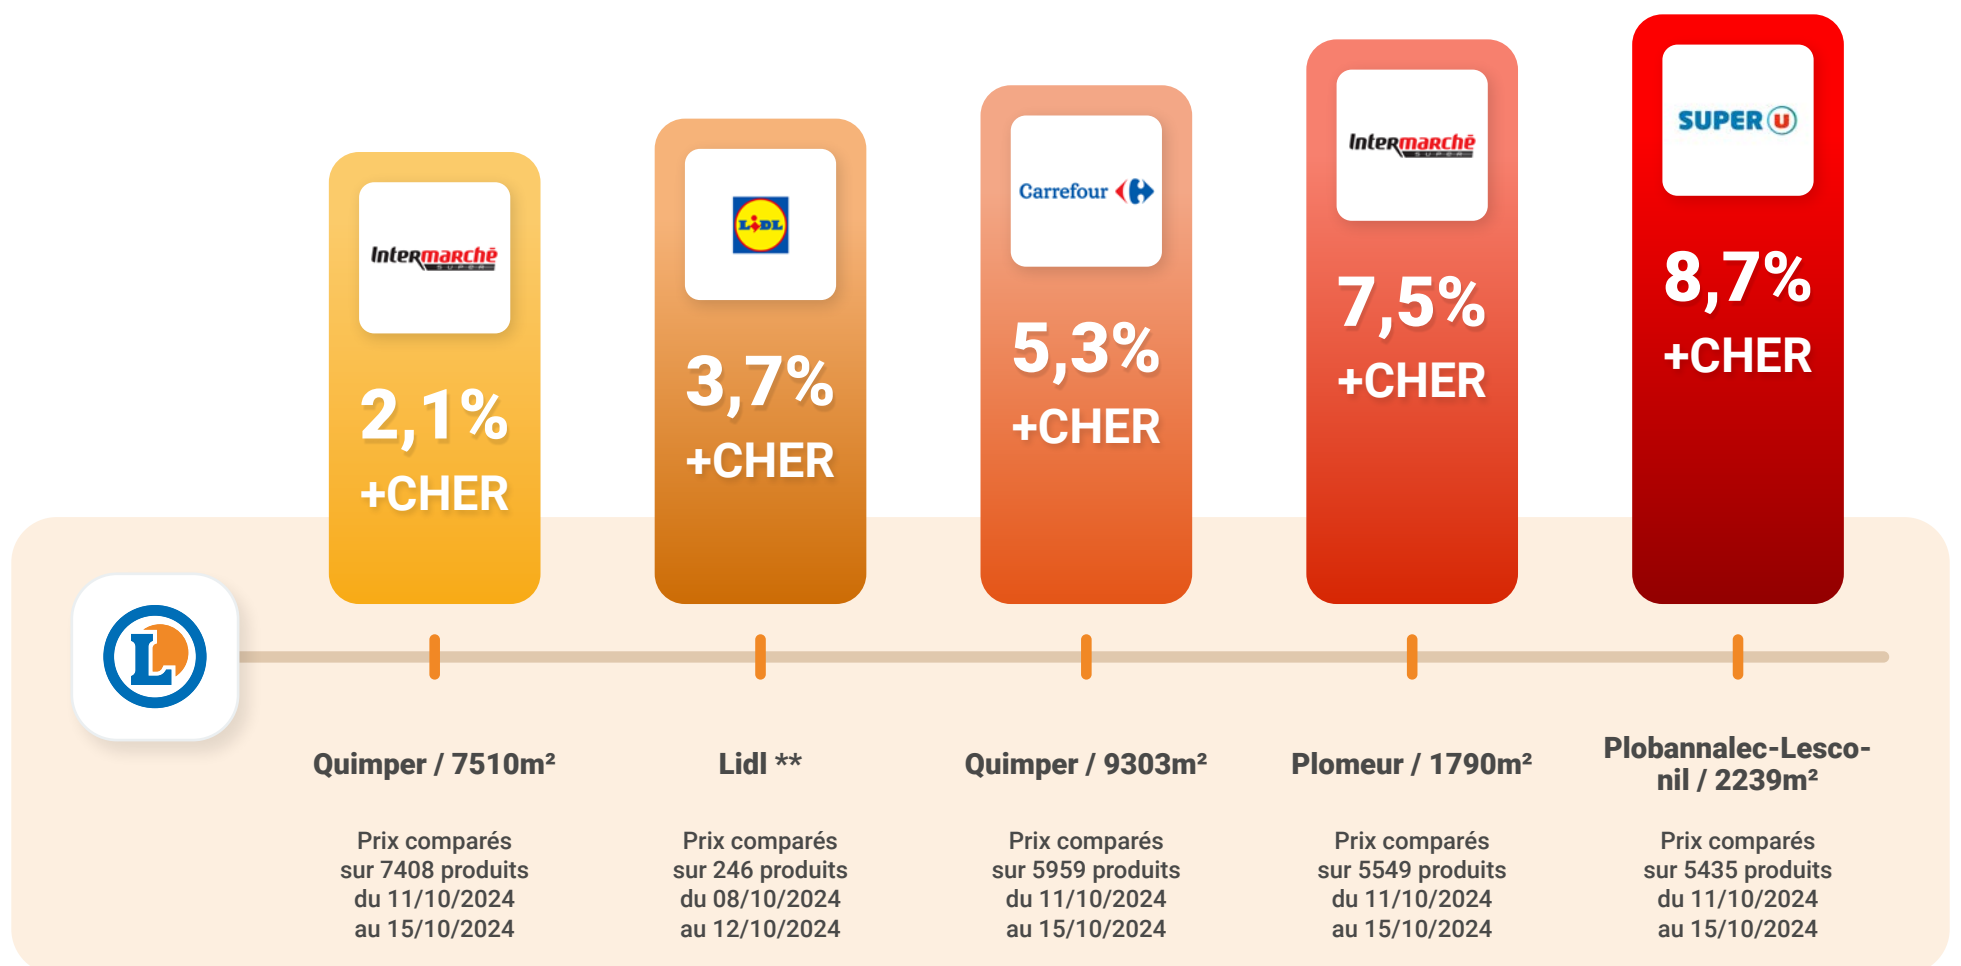 Intermarchē
SUPER
2,1%
+CHER
LiDL
3,7%
+CHER
Carrefour
5,3%
+CHER
Intermarchē
SUPER
7,5%
+CHER
SUPER U
8,7%
+CHER
L
Quimper / 7510m²
Prix comparés
sur 7408 produits
du 11/10/2024
au 15/10/2024
Lidl **
Prix comparés
sur 246 produits
du 08/10/2024
au 12/10/2024
Quimper / 9303m²
Prix comparés
sur 5959 produits
du 11/10/2024
au 15/10/2024
Plomeur / 1790m²
Prix comparés
sur 5549 produits
du 11/10/2024
au 15/10/2024
Plobannalec-Lesco-
nil / 2239m²
Prix comparés
sur 5435 produits
du 11/10/2024
au 15/10/2024